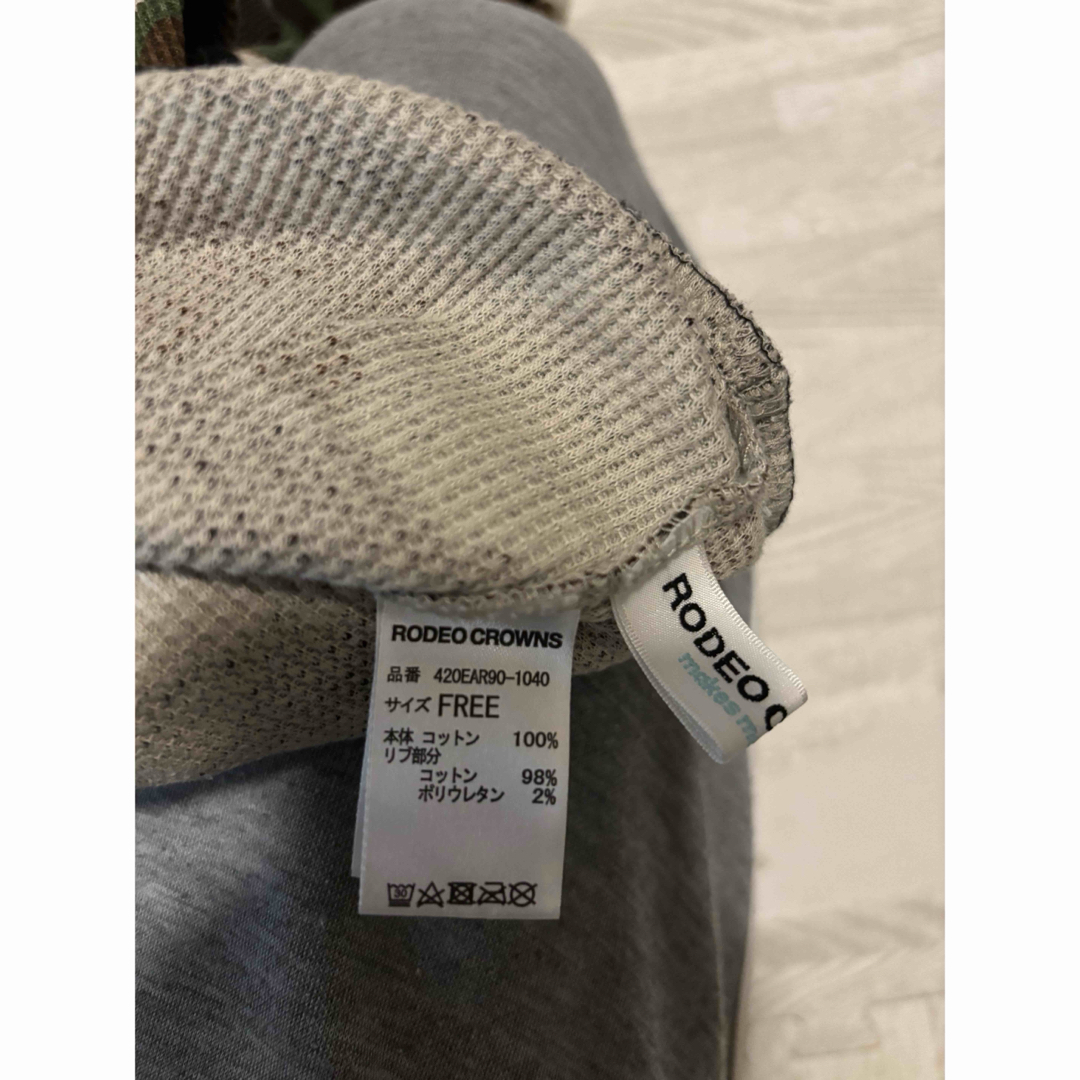 RODEO CROWNS
品番 420EAR90-1040
サイズ FREE
本体 コットン 100%
リブ部分
コットン 98%
ポリウレタン 2%
RODEO C
makes m